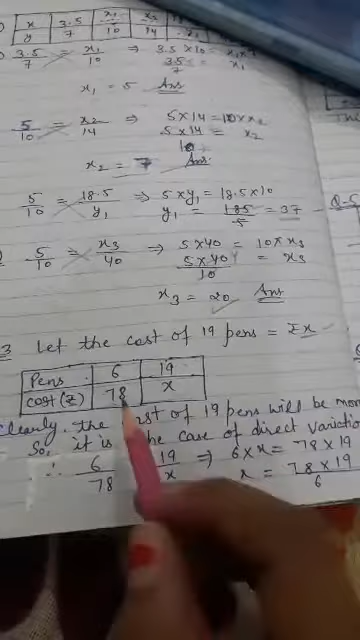 x 3.5 x₁ x₂
y 7 10 14
3.5/7 = x₁/10 ⇒ 3.5 × 10 = x₁ × 7
35/7 = x₁
x₁ = 5 Ans
5/10 = x₂/14 ⇒ 5 × 14 = 10 × x₂
5 × 14/10 = x₂
x₂ = 7 Ans
5/10 = 18.5/y₁ ⇒ 5 × y₁ = 18.5 × 10
y₁ = 185/5 = 37
5/10 = x₃/40 ⇒ 5 × 40 = 10 × x₃
5 × 40/10 = x₃
x₃ = 20 Ans
3 Let the cost of 19 pens = ₹x
Pens 6 19
cost (₹) 78 x
Clearly, the cost of 19 pens will be
So, it is the case of direct variation
∴ 6/78 19/x ⇒ 6 × x = 78 × 19
x = 78 × 19/6